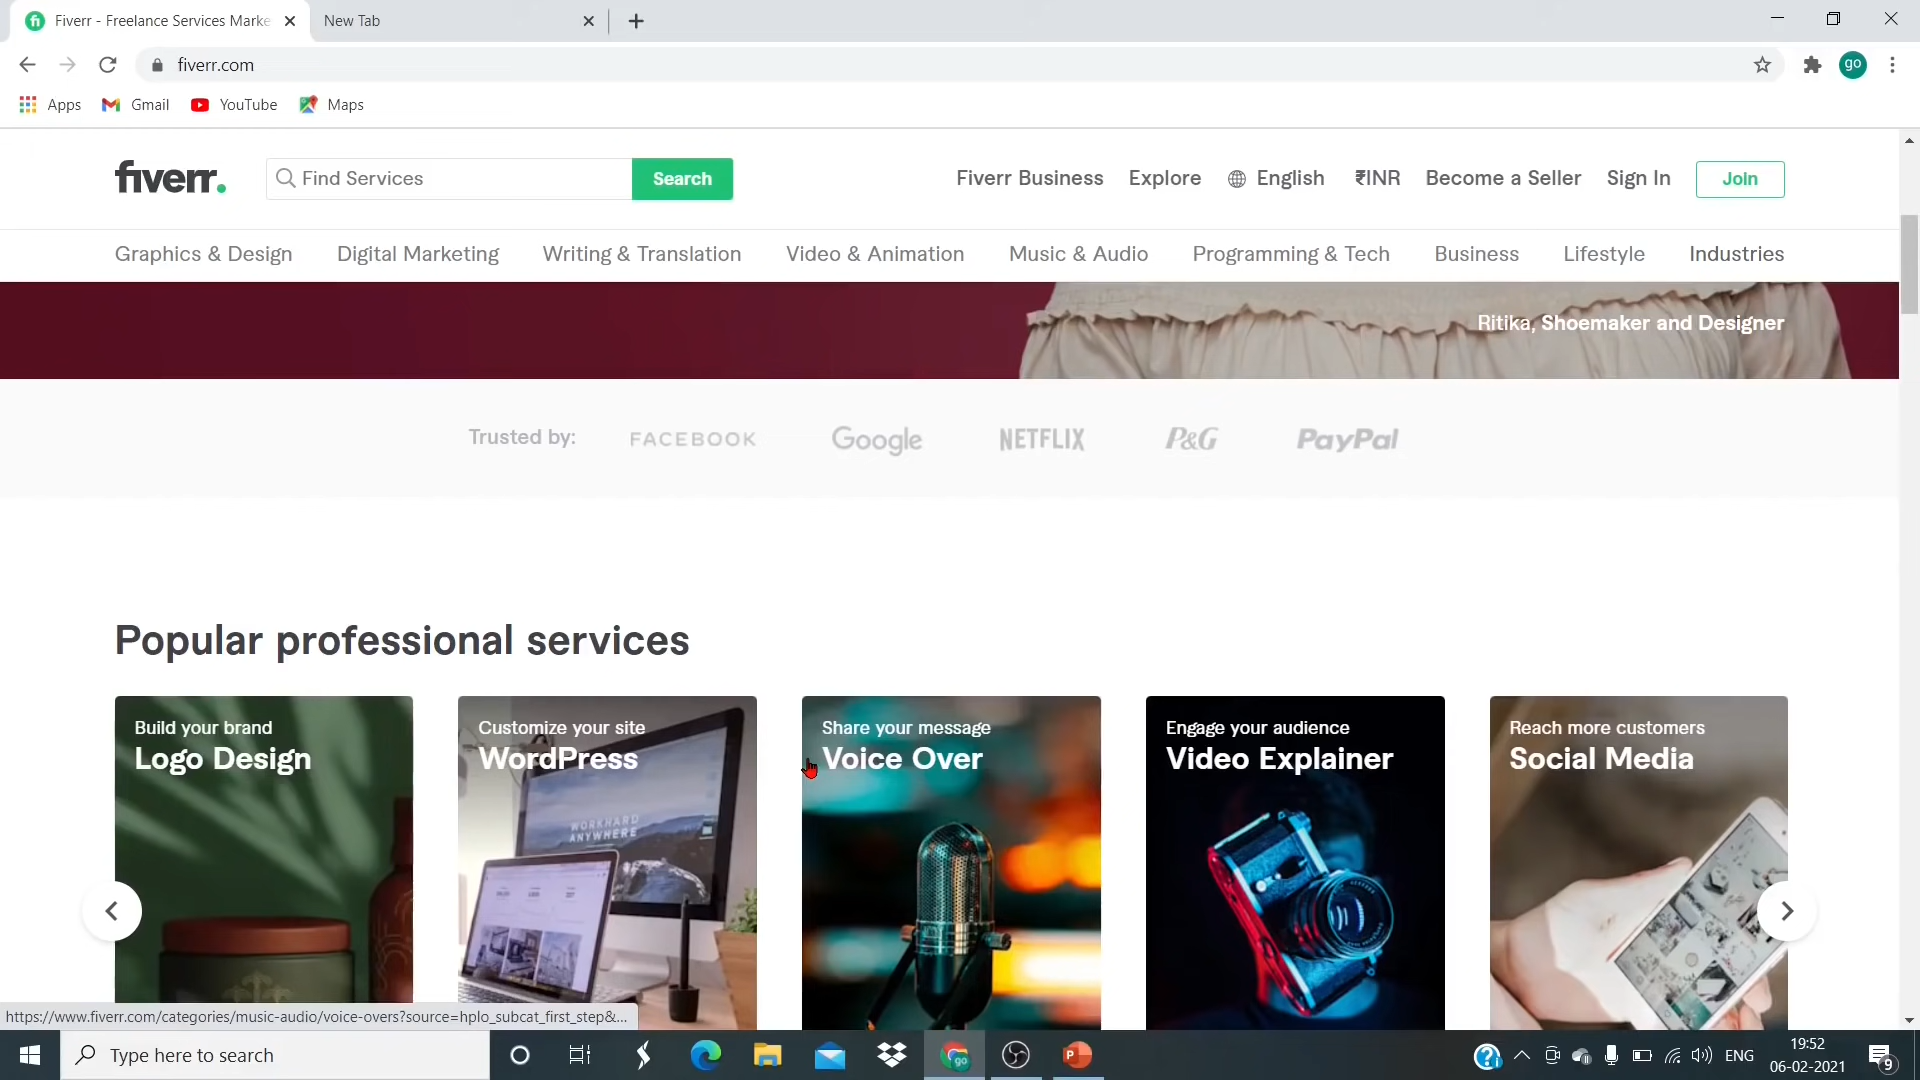 Fiverr - Freelance Services Marke
New Tab
fiverr.com
go
Apps
Gmail
YouTube
Maps
fiverr.
Find Services
Search
Fiverr Business
Explore
English
₹INR
Become a Seller
Sign In
Join
Graphics & Design
Digital Marketing
Writing & Translation
Video & Animation
Music & Audio
Programming & Tech
Business
Lifestyle
Industries
Ritika, Shoemaker and Designer
Trusted by:
FACEBOOK
Google
NETFLIX
P&G
PayPal
Popular professional services
Build your brand
Logo Design
Customize your site
WordPress
WORKHARD
ANYWHERE
Share your message
Voice Over
Engage your audience
Video Explainer
Reach more customers
Social Media
https://www.fiverr.com/categories/music-audio/voice-overs?source=hplo_subcat_first_step&...
Type here to search
ENG
19:52
06-02-2021
9